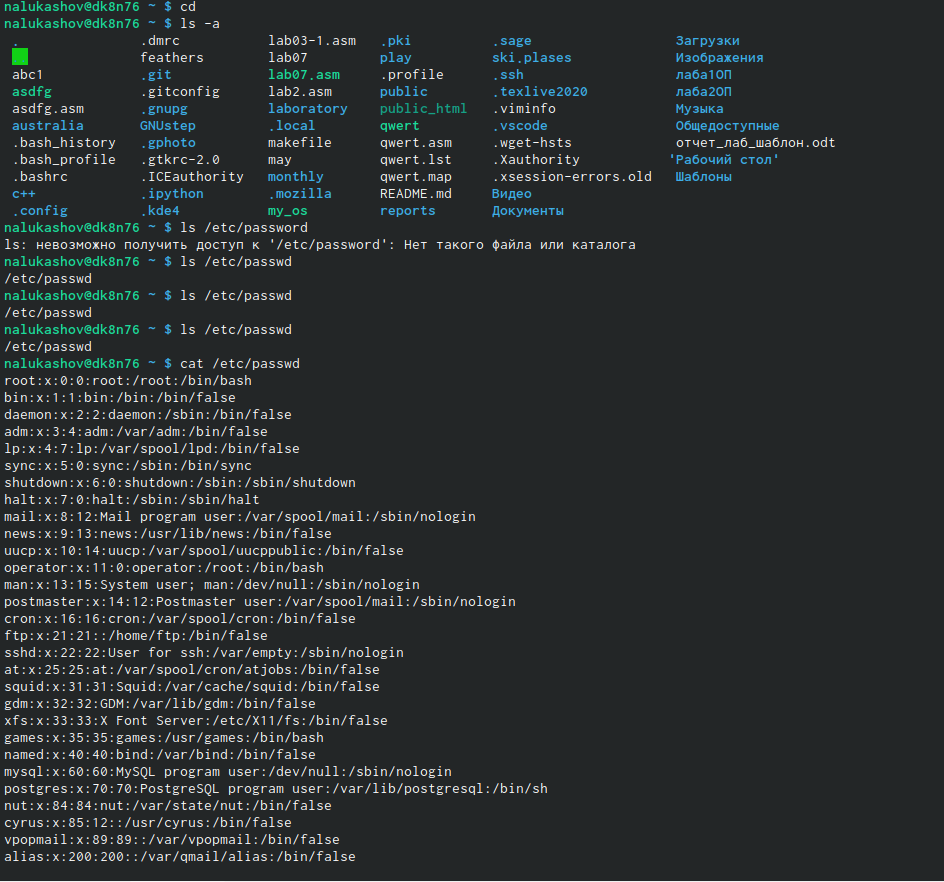 nalukashov@dk8n76 ~ $ cd
nalukashov@dk8n76 ~ $ ls -a
. .dmrc lab03-1.asm .pki .sage Загрузки
feathers lab07 play ski.plases Изображения
abc1 .git lab07.asm .profile .ssh лаба1ОП
asdfg .gitconfig lab2.asm public .texlive2020 лаба2ОП
asdfg.asm .gnupg laboratory public_html .viminfo Музыка
australia GNUstep .local qwert .vscode Общедоступные
.bash_history .gphoto makefile qwert.asm .wget-hsts отчет_лаб_шаблон.odt
.bash_profile .gtkrc-2.0 may qwert.lst .Xauthority 'Рабочий стол'
.bashrc .ICEauthority monthly qwert.map .xsession-errors.old Шаблоны
c++ .ipython .mozilla README.md Видео
.config .kde4 my_os reports Документы
nalukashov@dk8n76 ~ $ ls /etc/password
ls: невозможно получить доступ к '/etc/password': Нет такого файла или каталога
nalukashov@dk8n76 ~ $ ls /etc/passwd
/etc/passwd
nalukashov@dk8n76 ~ $ ls /etc/passwd
/etc/passwd
nalukashov@dk8n76 ~ $ ls /etc/passwd
/etc/passwd
nalukashov@dk8n76 ~ $ cat /etc/passwd
root:x:0:0:root:/root:/bin/bash
bin:x:1:1:bin:/bin:/bin/false
daemon:x:2:2:daemon:/sbin:/bin/false
adm:x:3:4:adm:/var/adm:/bin/false
lp:x:4:7:lp:/var/spool/lpd:/bin/false
sync:x:5:0:sync:/sbin:/bin/sync
shutdown:x:6:0:shutdown:/sbin:/sbin/shutdown
halt:x:7:0:halt:/sbin:/sbin/halt
mail:x:8:12:Mail program user:/var/spool/mail:/sbin/nologin
news:x:9:13:news:/usr/lib/news:/bin/false
uucp:x:10:14:uucp:/var/spool/uucppublic:/bin/false
operator:x:11:0:operator:/root:/bin/bash
man:x:13:15:System user; man:/dev/null:/sbin/nologin
postmaster:x:14:12:Postmaster user:/var/spool/mail:/sbin/nologin
cron:x:16:16:cron:/var/spool/cron:/bin/false
ftp:x:21:21::/home/ftp:/bin/false
sshd:x:22:22:User for ssh:/var/empty:/sbin/nologin
at:x:25:25:at:/var/spool/cron/atjobs:/bin/false
squid:x:31:31:Squid:/var/cache/squid:/bin/false
gdm:x:32:32:GDM:/var/lib/gdm:/bin/false
xfs:x:33:33:X Font Server:/etc/X11/fs:/bin/false
games:x:35:35:games:/usr/games:/bin/bash
named:x:40:40:bind:/var/bind:/bin/false
mysql:x:60:60:MySQL program user:/dev/null:/sbin/nologin
postgres:x:70:70:PostgreSQL program user:/var/lib/postgresql:/bin/sh
nut:x:84:84:nut:/var/state/nut:/bin/false
cyrus:x:85:12::/usr/cyrus:/bin/false
vpopmail:x:89:89::/var/vpopmail:/bin/false
alias:x:200:200::/var/qmail/alias:/bin/false